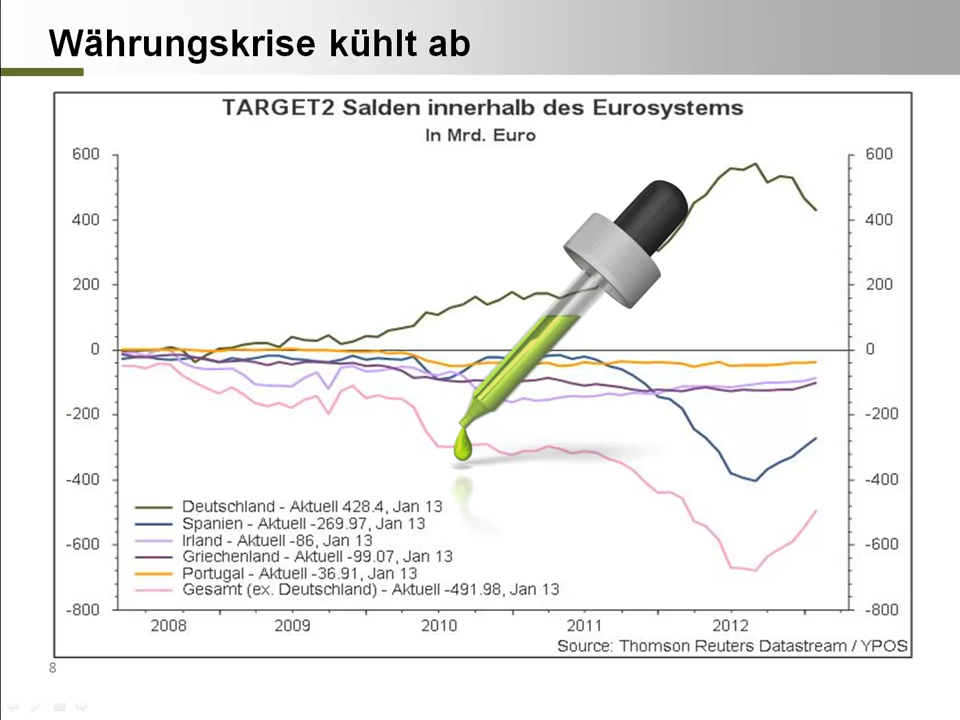 Währungskrise kühlt ab
TARGET2 Salden innerhalb des Eurosystems
In Mrd. Euro
600 600
400 400
200 200
0 0
-200 -200
-400 -400
-600 -600
-800 -800
Deutschland - Aktuell 428.4, Jan 13
Spanien - Aktuell -269.97, Jan 13
Irland - Aktuell -86, Jan 13
Griechenland - Aktuell -99.07, Jan 13
Portugal - Aktuell -36.91, Jan 13
Gesamt (ex. Deutschland) - Aktuell -491.98, Jan 13
2008 2009 2010 2011 2012
Source: Thomson Reuters Datastream / YPOS
8